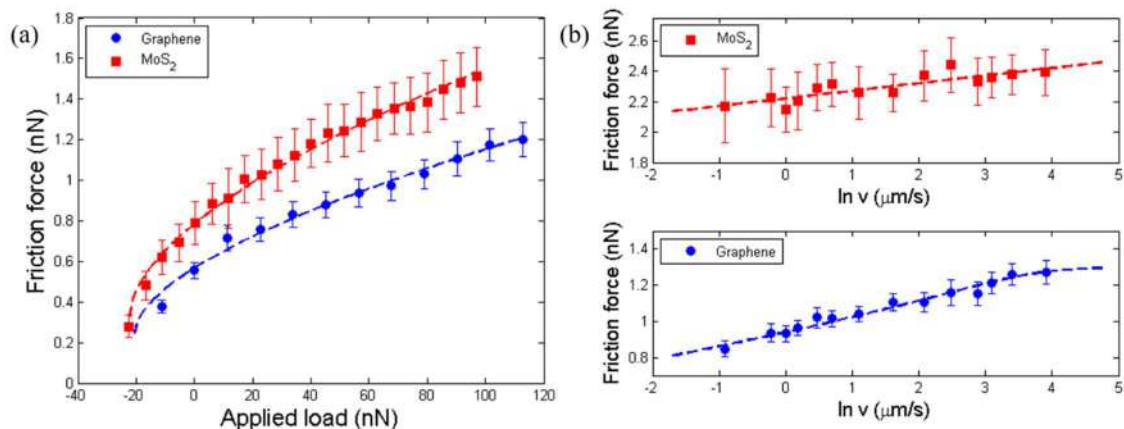 (a)
Friction force (nN)
1.8
1.6
1.4
1.2
1
0.8
0.6
0.4
0.2
0
Graphene
MoS2
-40 -20 0 20 40 60 80 100 120
Applied load (nN)
(b)
Friction force (nN)
2.6
2.4
2.2
2
1.8
MoS2
-2 -1 0 1 2 3 4 5
ln v (μm/s)
Friction force (nN)
1.4
1.2
1
0.8
Graphene
-2 -1 0 1 2 3 4 5
ln v (μm/s)